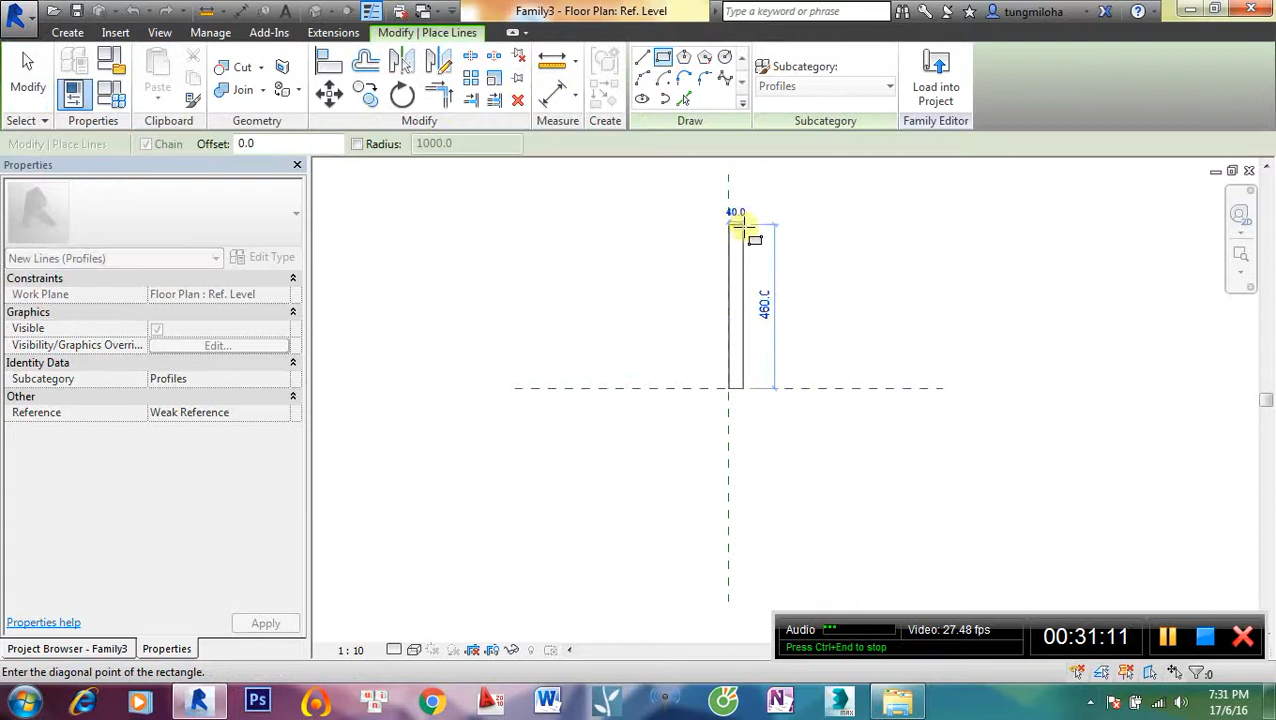 Family3 - Floor Plan: Ref. Level
Type a keyword or phrase
tungmiloha
Create
Insert
View
Manage
Add-Ins
Extensions
Modify | Place Lines
Modify
Paste
Cut
Join
Subcategory:
Profiles
Load into
Project
Select
Properties
Clipboard
Geometry
Modify
Measure
Create
Draw
Subcategory
Family Editor
Modify | Place Lines
Chain
Offset: 0.0
Radius: 1000.0
Properties
New Lines (Profiles)
Edit Type
Constraints
Work Plane Floor Plan : Ref. Level
Graphics
Visible
Visibility/Graphics Overri... Edit...
Identity Data
Subcategory Profiles
Other
Reference Weak Reference
Properties help
Apply
Project Browser - Family3
Properties
40.0
460.0
2D
1 : 10
Enter the diagonal point of the rectangle.
:0
Audio
Video: 27.48 fps
Press Ctrl+End to stop
00:31:11
Ps
7:31 PM
17/6/16